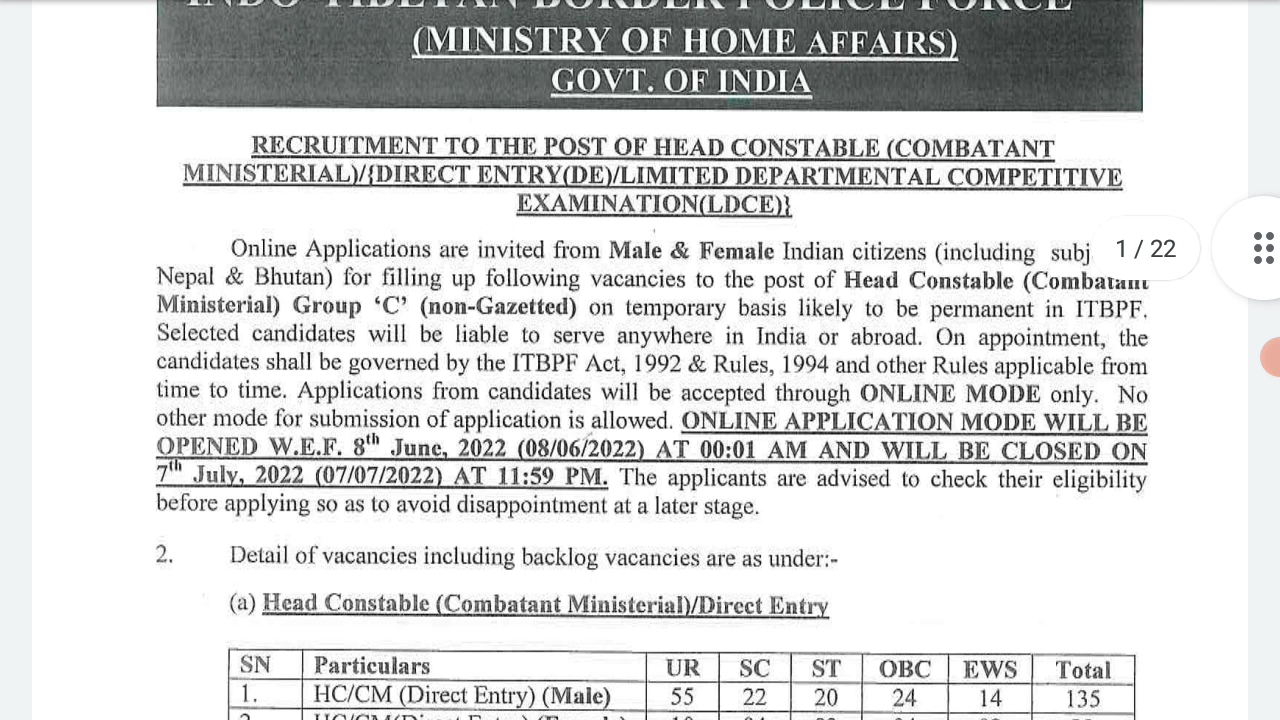 INDO-TIBETAN BORDER POLICE FORCE
(MINISTRY OF HOME AFFAIRS)
GOVT. OF INDIA
RECRUITMENT TO THE POST OF HEAD CONSTABLE (COMBATANT
MINISTERIAL)/{DIRECT ENTRY(DE)/LIMITED DEPARTMENTAL COMPETITIVE
EXAMINATION(LDCE)}
Online Applications are invited from Male & Female Indian citizens (including subj
1 / 22
Nepal & Bhutan) for filling up following vacancies to the post of Head Constable (Combatant
Ministerial) Group ‘C’ (non-Gazetted) on temporary basis likely to be permanent in ITBPF.
Selected candidates will be liable to serve anywhere in India or abroad. On appointment, the
candidates shall be governed by the ITBPF Act, 1992 & Rules, 1994 and other Rules applicable from
time to time. Applications from candidates will be accepted through ONLINE MODE only. No
other mode for submission of application is allowed. ONLINE APPLICATION MODE WILL BE
OPENED W.E.F. 8th June, 2022 (08/06/2022) AT 00:01 AM AND WILL BE CLOSED ON
7th July, 2022 (07/07/2022) AT 11:59 PM. The applicants are advised to check their eligibility
before applying so as to avoid disappointment at a later stage.
2. Detail of vacancies including backlog vacancies are as under:-
(a) Head Constable (Combatant Ministerial)/Direct Entry
SN Particulars UR SC ST OBC EWS Total
1. HC/CM (Direct Entry) (Male) 55 22 20 24 14 135